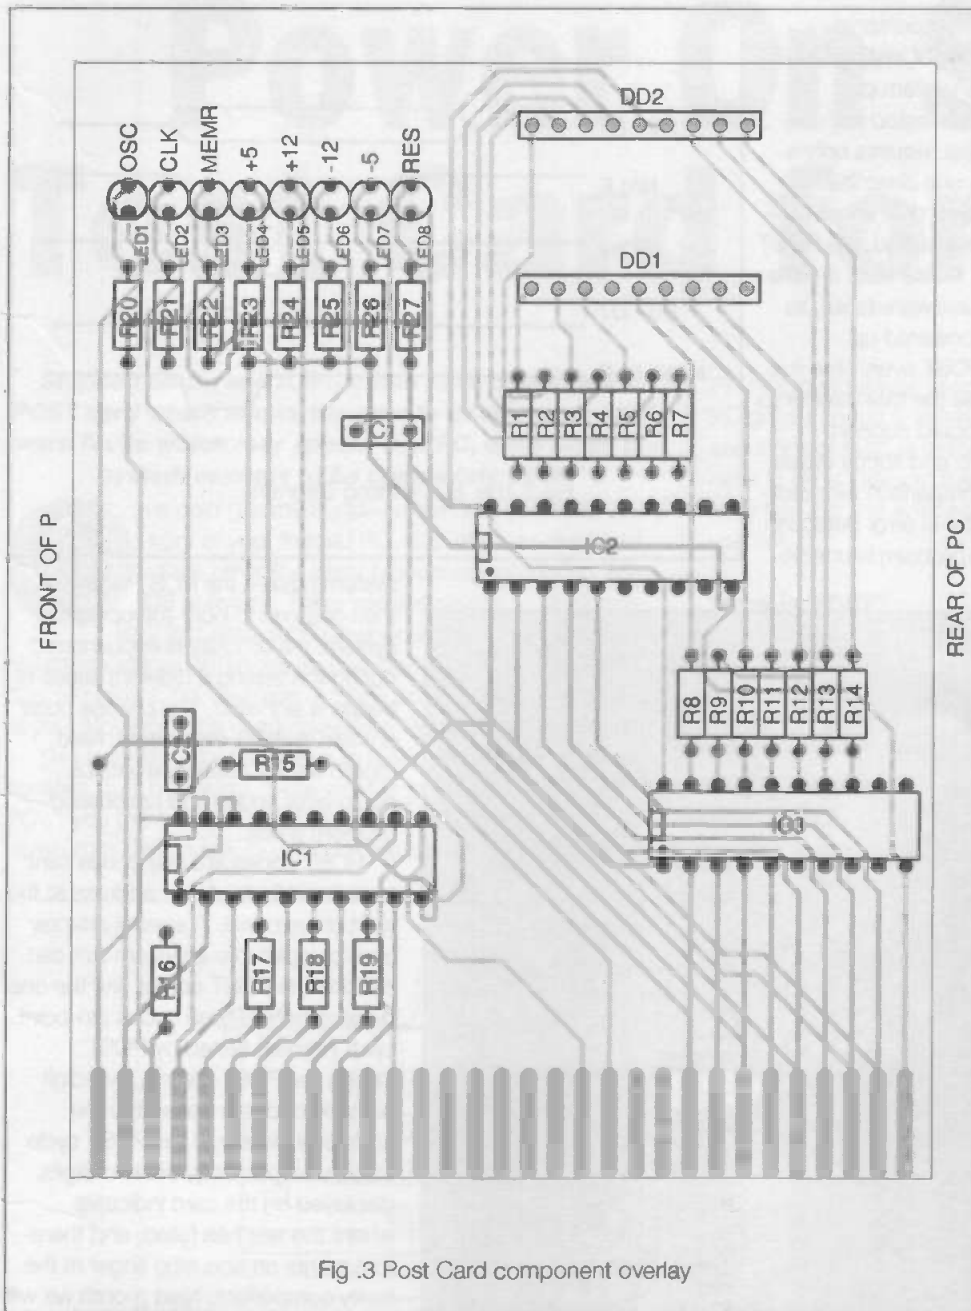 DD2
OSC
CLK
MEMR
+5
+12
-12
-5
RES
LED1
LED2
LED3
LED4
LED5
LED6
LED7
LED8
DD1
R20
R21
R22
R23
R24
R25
R26
R27
R1
R2
R3
R4
R5
R6
R7
IC2
FRONT OF P
REAR OF PC
R8
R9
R10
R11
R12
R13
R14
IC1
R16
R17
R18
R19
Fig .3 Post Card component overlay